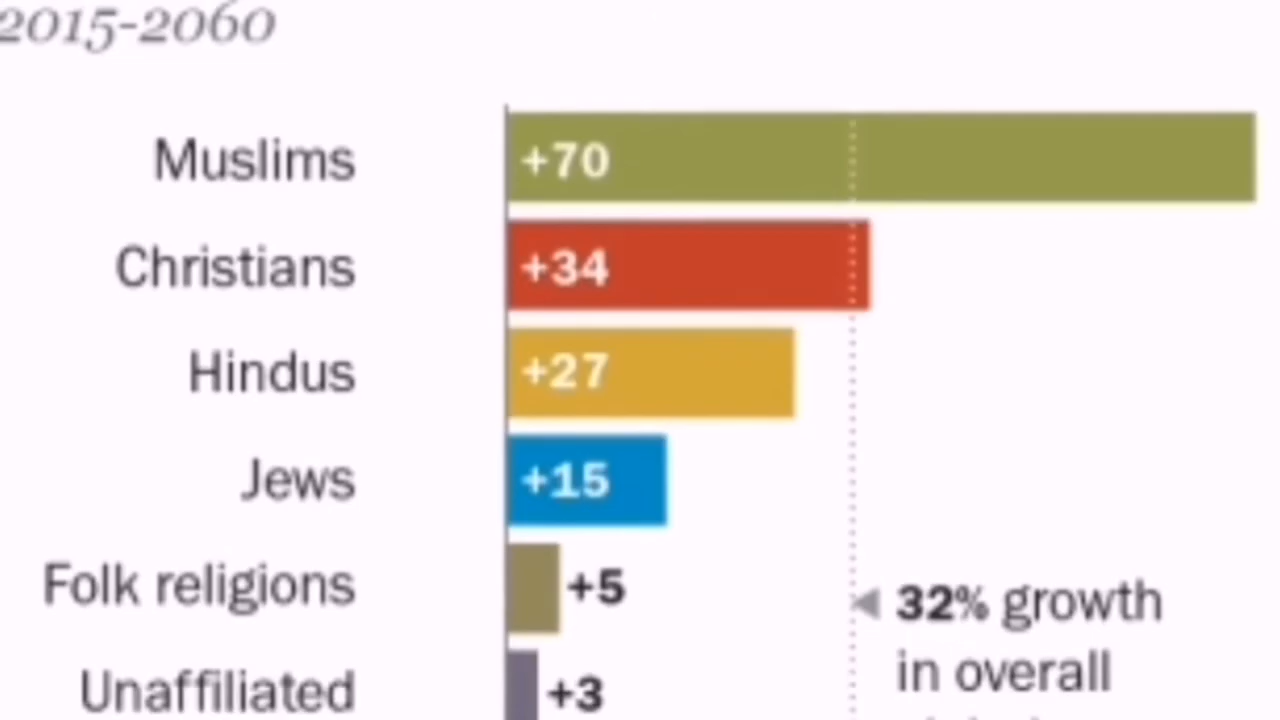 2015-2060
Muslims +70
Christians +34
Hindus +27
Jews +15
Folk religions +5
32% growth
in overall
Unaffiliated +3